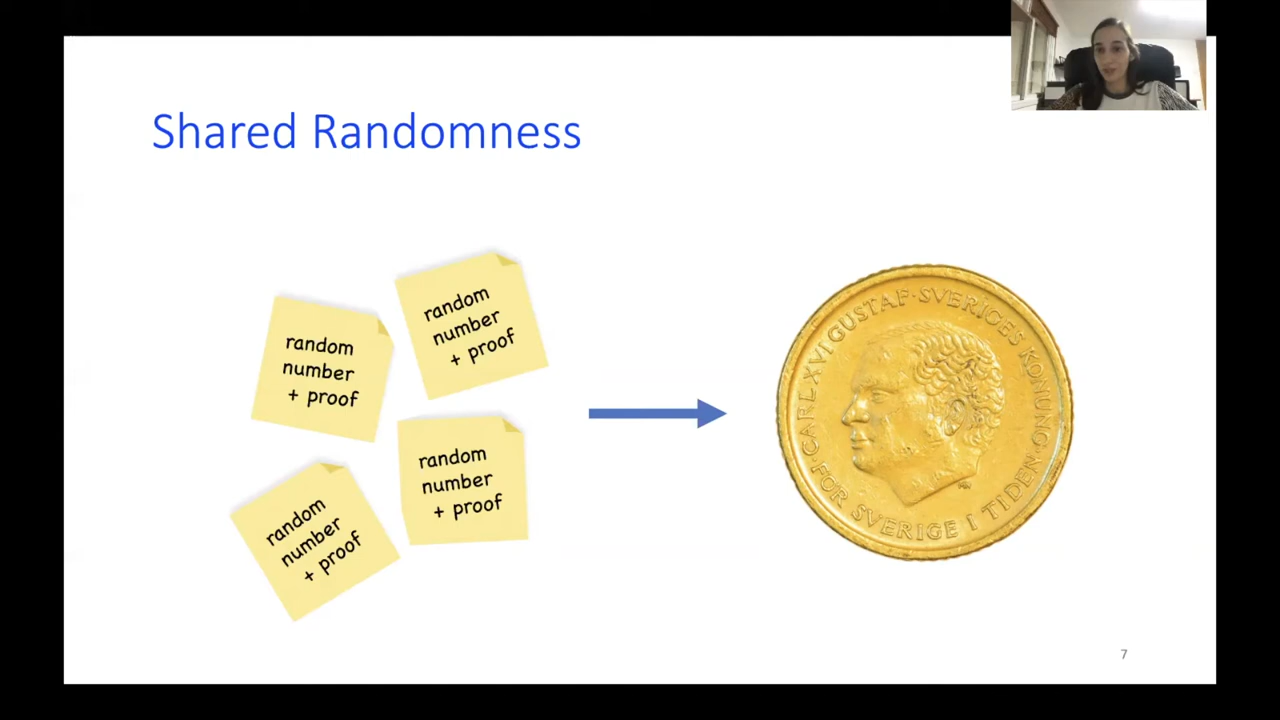 Shared Randomness
random
number
+ proof
random
number
+ proof
random
number
+ proof
random
number
+ proof
CARL XVI GUSTAF · SVERIGES KONUNG
· FÖR SVERIGE I TIDEN ·
7